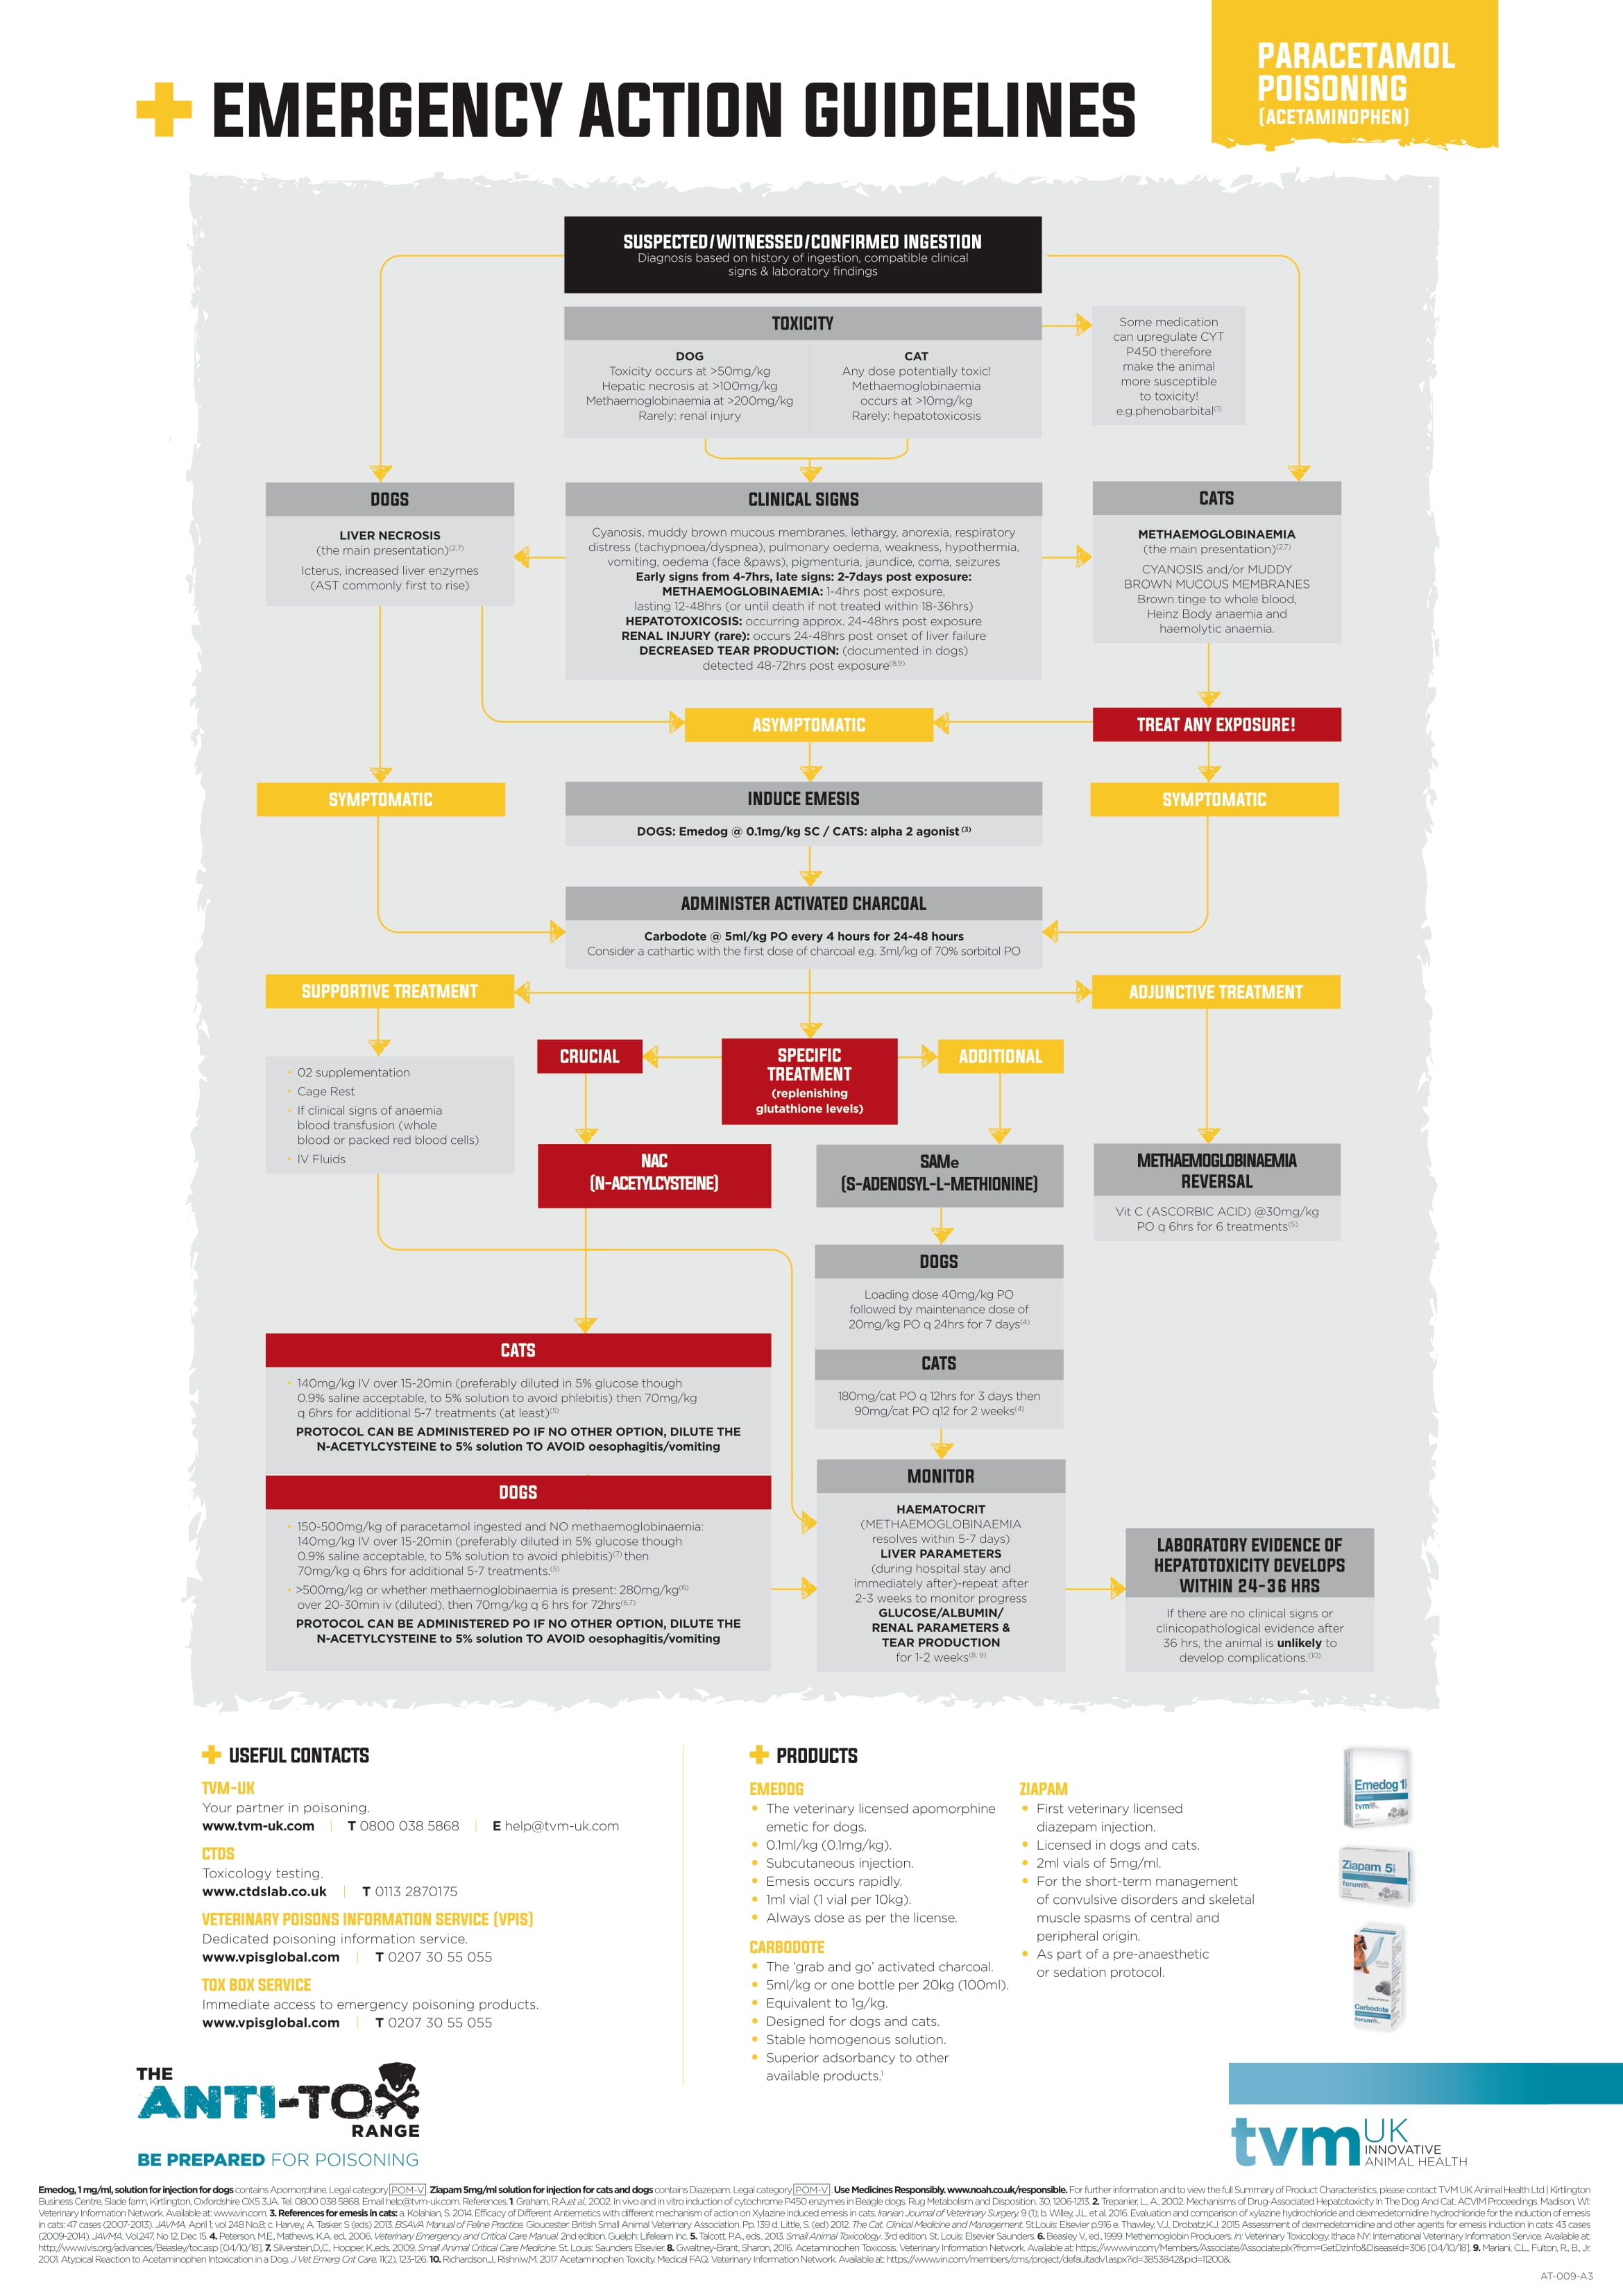 PARACETAMOL
POISONING
(ACETAMINOPHEN)
EMERGENCY ACTION GUIDELINES
SUSPECTED/WITNESSED/CONFIRMED INGESTION
Diagnosis based on history of ingestion, compatible clinical
signs & laboratory findings
TOXICITY
DOG
Toxicity occurs at >50mg/kg
Hepatic necrosis at >100mg/kg
Methaemoglobinaemia at >200mg/kg
Rarely: renal injury
CAT
Any dose potentially toxic!
Methaemoglobinaemia
occurs at >10mg/kg
Rarely: hepatotoxicosis
Some medication
can upregulate CYT
P450 therefore
make the animal
more susceptible
to toxicity!
e.g.phenobarbital(1)
DOGS
LIVER NECROSIS
(the main presentation)(2,7)
Icterus, increased liver enzymes
(AST commonly first to rise)
CLINICAL SIGNS
Cyanosis, muddy brown mucous membranes, lethargy, anorexia, respiratory
distress (tachypnoea/dyspnea), pulmonary oedema, weakness, hypothermia,
vomiting, oedema (face &paws), pigmenturia, jaundice, coma, seizures
Early signs from 4-7hrs, late signs: 2-7days post exposure:
METHAEMOGLOBINAEMIA: 1-4hrs post exposure,
lasting 12-48hrs (or until death if not treated within 18-36hrs)
HEPATOTOXICOSIS: occurring approx. 24-48hrs post exposure
RENAL INJURY (rare): occurs 24-48hrs post onset of liver failure
DECREASED TEAR PRODUCTION: (documented in dogs)
detected 48-72hrs post exposure(8,9)
CATS
METHAEMOGLOBINAEMIA
(the main presentation)(2,7)
CYANOSIS and/or MUDDY
BROWN MUCOUS MEMBRANES
Brown tinge to whole blood,
Heinz Body anaemia and
haemolytic anaemia.
ASYMPTOMATIC
TREAT ANY EXPOSURE!
SYMPTOMATIC
INDUCE EMESIS
DOGS: Emedog @ 0.1mg/kg SC / CATS: alpha 2 agonist (3)
SYMPTOMATIC
ADMINISTER ACTIVATED CHARCOAL
Carbodote @ 5ml/kg PO every 4 hours for 24-48 hours
Consider a cathartic with the first dose of charcoal e.g. 3ml/kg of 70% sorbitol PO
SUPPORTIVE TREATMENT
ADJUNCTIVE TREATMENT
• 02 supplementation
• Cage Rest
• If clinical signs of anaemia
blood transfusion (whole
blood or packed red blood cells)
• IV Fluids
CRUCIAL
SPECIFIC
TREATMENT
(replenishing
glutathione levels)
ADDITIONAL
NAC
(N-ACETYLCYSTEINE)
SAMe
(S-ADENOSYL-L-METHIONINE)
METHAEMOGLOBINAEMIA
REVERSAL
Vit C (ASCORBIC ACID) @30mg/kg
PO q 6hrs for 6 treatments(5)
DOGS
Loading dose 40mg/kg PO
followed by maintenance dose of
20mg/kg PO q 24hrs for 7 days(4)
CATS
180mg/cat PO q 12hrs for 3 days then
90mg/cat PO q12 for 2 weeks(4)
CATS
• 140mg/kg IV over 15-20min (preferably diluted in 5% glucose though
0.9% saline acceptable, to 5% solution to avoid phlebitis) then 70mg/kg
q 6hrs for additional 5-7 treatments (at least)(5)
PROTOCOL CAN BE ADMINISTERED PO IF NO OTHER OPTION, DILUTE THE
N-ACETYLCYSTEINE to 5% solution TO AVOID oesophagitis/vomiting
DOGS
• 150-500mg/kg of paracetamol ingested and NO methaemoglobinaemia:
140mg/kg IV over 15-20min (preferably diluted in 5% glucose though
0.9% saline acceptable, to 5% solution to avoid phlebitis)(7) then
70mg/kg q 6hrs for additional 5-7 treatments.(5)
• >500mg/kg or whether methaemoglobinaemia is present: 280mg/kg(6)
over 20-30min iv (diluted), then 70mg/kg q 6 hrs for 72hrs(6,7)
PROTOCOL CAN BE ADMINISTERED PO IF NO OTHER OPTION, DILUTE THE
N-ACETYLCYSTEINE to 5% solution TO AVOID oesophagitis/vomiting
MONITOR
HAEMATOCRIT
(METHAEMOGLOBINAEMIA
resolves within 5-7 days)
LIVER PARAMETERS
(during hospital stay and
immediately after)-repeat after
2-3 weeks to monitor progress
GLUCOSE/ALBUMIN/
RENAL PARAMETERS &
TEAR PRODUCTION
for 1-2 weeks(8, 9)
LABORATORY EVIDENCE OF
HEPATOTOXICITY DEVELOPS
WITHIN 24-36 HRS
If there are no clinical signs or
clinicopathological evidence after
36 hrs, the animal is unlikely to
develop complications.(10)
USEFUL CONTACTS
TVM-UK
Your partner in poisoning.
www.tvm-uk.com | T 0800 038 5868 | E help@tvm-uk.com
CTDS
Toxicology testing.
www.ctdslab.co.uk | T 0113 2870175
VETERINARY POISONS INFORMATION SERVICE (VPIS)
Dedicated poisoning information service.
www.vpisglobal.com | T 0207 30 55 055
TOX BOX SERVICE
Immediate access to emergency poisoning products.
www.vpisglobal.com | T 0207 30 55 055
PRODUCTS
EMEDOG
• The veterinary licensed apomorphine
emetic for dogs.
• 0.1ml/kg (0.1mg/kg).
• Subcutaneous injection.
• Emesis occurs rapidly.
• 1ml vial (1 vial per 10kg).
• Always dose as per the license.
CARBODOTE
• The 'grab and go' activated charcoal.
• 5ml/kg or one bottle per 20kg (100ml).
• Equivalent to 1g/kg.
• Designed for dogs and cats.
• Stable homogenous solution.
• Superior adsorbancy to other
available products.1
ZIAPAM
• First veterinary licensed
diazepam injection.
• Licensed in dogs and cats.
• 2ml vials of 5mg/ml.
• For the short-term management
of convulsive disorders and skeletal
muscle spasms of central and
peripheral origin.
• As part of a pre-anaesthetic
or sedation protocol.
Emedog 1
tvm
Ziapam 5
forum
Carbodote
forum
THE
ANTI-TOX
RANGE
BE PREPARED FOR POISONING
tvm UK
INNOVATIVE
ANIMAL HEALTH
Emedog, 1 mg/ml, solution for injection for dogs contains Apomorphine. Legal category POM-V. Ziapam 5mg/ml solution for injection for cats and dogs contains Diazepam. Legal category POM-V. Use Medicines Responsibly. www.noah.co.uk/responsible. For further information and to view the full Summary of Product Characteristics, please contact TVM UK Animal Health Ltd | Kirtlington
Business Centre, Slade farm, Kirtlington, Oxfordshire OX5 3JA. Tel. 0800 038 5868. Email help@tvm-uk.com. References. 1. Graham, R.A,et al, 2002. In vivo and in vitro induction of cytochrome P450 enzymes in Beagle dogs. Rug Metabolism and Disposition. 30, 1206-1213. 2. Trepanier, L., A., 2002. Mechanisms of Drug-Associated Hepatotoxicity In The Dog And Cat. ACVIM Proceedings. Madison, WI:
Veterinary Information Network. Available at: www.vin.com. 3. References for emesis in cats: a. Kolahian, S. 2014. Efficacy of Different Antiemetics with different mechanism of action on Xylazine induced emesis in cats. Iranian Journal of Veterinary Surgery. 9 (1); b. Willey, J.L. et al. 2016. Evaluation and comparison of xylazine hydrochloride and dexmedetomidine hydrochloride for the induction of emesis
in cats: 47 cases (2007-2013). JAVMA. April 1; vol 248 No.8; c. Harvey, A. Tasker, S (eds) 2013. BSAVA Manual of Feline Practice. Gloucester: British Small Animal Veterinary Association. Pp. 139 d. Little, S. (ed) 2012. The Cat. Clinical Medicine and Management. St.Louis: Elsevier p.916 e. Thawley, V.J., Drobatz,K.J. 2015 Assessment of dexmedetomidine and other agents for emesis induction in cats: 43 cases
(2009-2014). JAVMA. Vol.247, No 12, Dec 15. 4. Peterson, M.E., Mathews, K.A. ed., 2006. Veterinary Emergency and Critical Care Manual. 2nd edition. Guelph: Lifelearn Inc. 5. Talcott, P.A., eds., 2013. Small Animal Toxicology. 3rd edition. St. Louis: Elsevier Saunders. 6. Beasley V., ed., 1999. Methemoglobin Producers. In: Veterinary Toxicology. Ithaca NY: International Veterinary Information Service. Available at:
http://www.ivis.org/advances/Beasley/toc.asp [04/10/18]. 7. Silverstein,D.C., Hopper, K.,eds. 2009. Small Animal Critical Care Medicine. St. Louis: Saunders Elsevier. 8. Gwaltney-Brant, Sharon, 2016. Acetaminophen Toxicosis. Veterinary Information Network. Available at: https://www.vin.com/Members/Associate/Associate.plx?from=GetDzInfo&DiseaseId=306 [04/10/18]. 9. Mariani, C.L., Fulton, R., B., Jr.
2001. Atypical Reaction to Acetaminophen Intoxication in a Dog. J Vet Emerg Crit Care. 11(2), 123-126. 10. Richardson,J., Rishniw,M. 2017 Acetaminophen Toxicity. Medical FAQ. Veterinary Information Network. Available at: https://www.vin.com/members/cms/project/defaultadv1.aspx?id=3853842&pid=11200&.
AT-009-A3